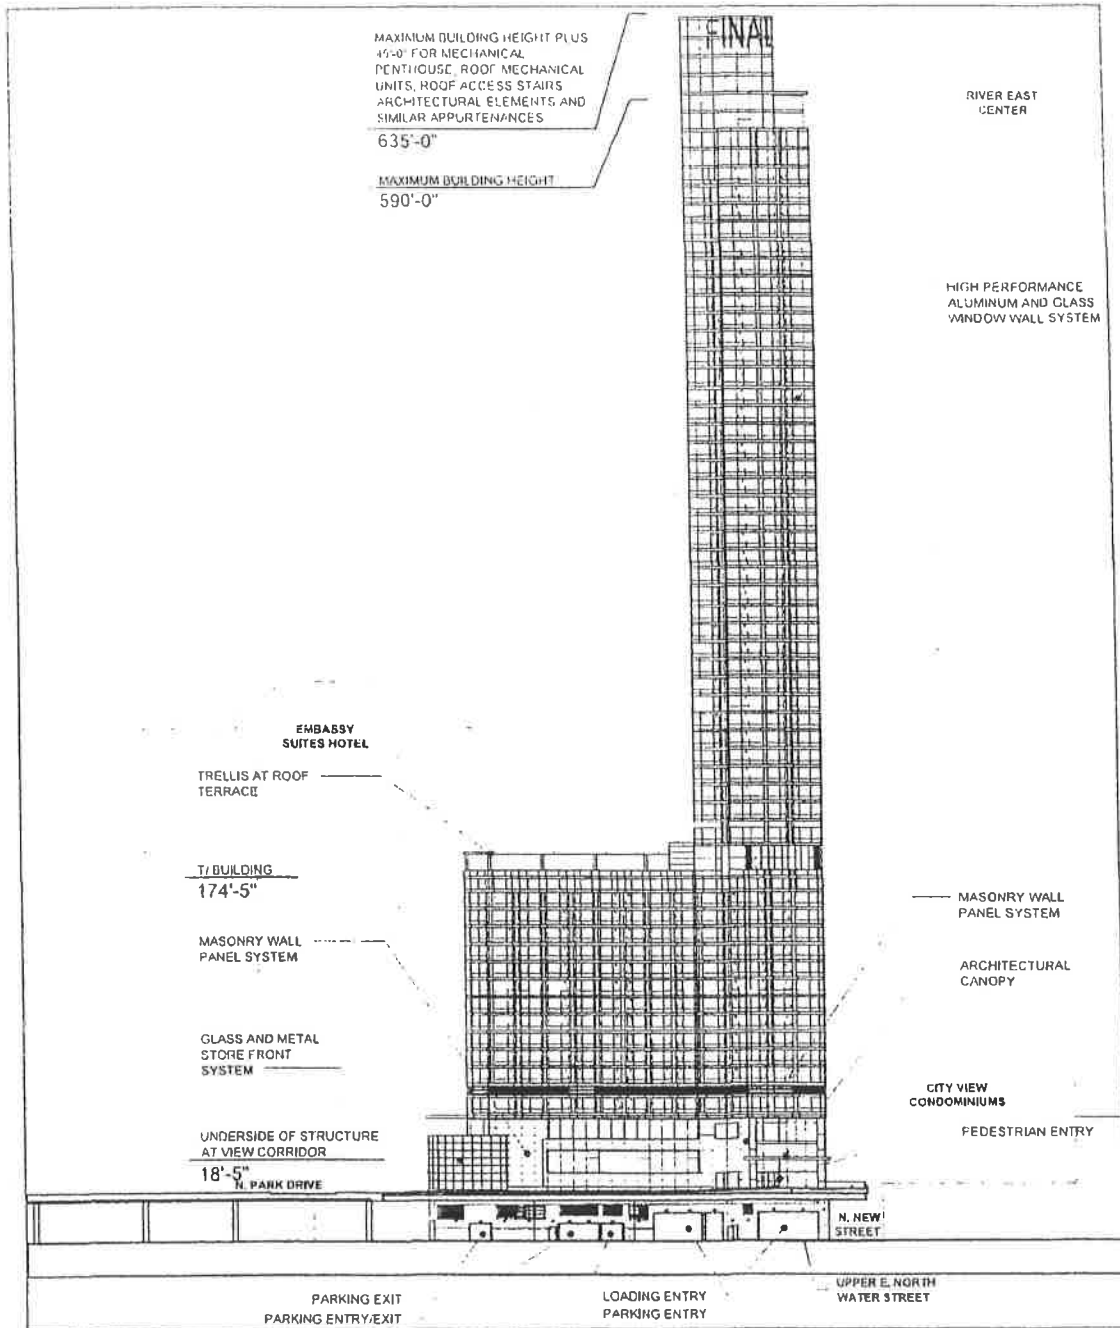 FINAL
MAXIMUM BUILDING HEIGHT PLUS
45'-0" FOR MECHANICAL
PENTHOUSE, ROOF MECHANICAL
UNITS, ROOF ACCESS STAIRS
ARCHITECTURAL ELEMENTS AND
SIMILAR APPURTENANCES
635'-0"
MAXIMUM BUILDING HEIGHT
590'-0"
RIVER EAST
CENTER
HIGH PERFORMANCE
ALUMINUM AND GLASS
WINDOW WALL SYSTEM
EMBASSY
SUITES HOTEL
TRELLIS AT ROOF
TERRACE
T/ BUILDING
174'-5"
MASONRY WALL
PANEL SYSTEM
GLASS AND METAL
STORE FRONT
SYSTEM
UNDERSIDE OF STRUCTURE
AT VIEW CORRIDOR
18'-5"
N. PARK DRIVE
MASONRY WALL
PANEL SYSTEM
ARCHITECTURAL
CANOPY
CITY VIEW
CONDOMINIUMS
PEDESTRIAN ENTRY
N. NEW
STREET
UPPER E. NORTH
WATER STREET
PARKING EXIT
PARKING ENTRY/EXIT
LOADING ENTRY
PARKING ENTRY